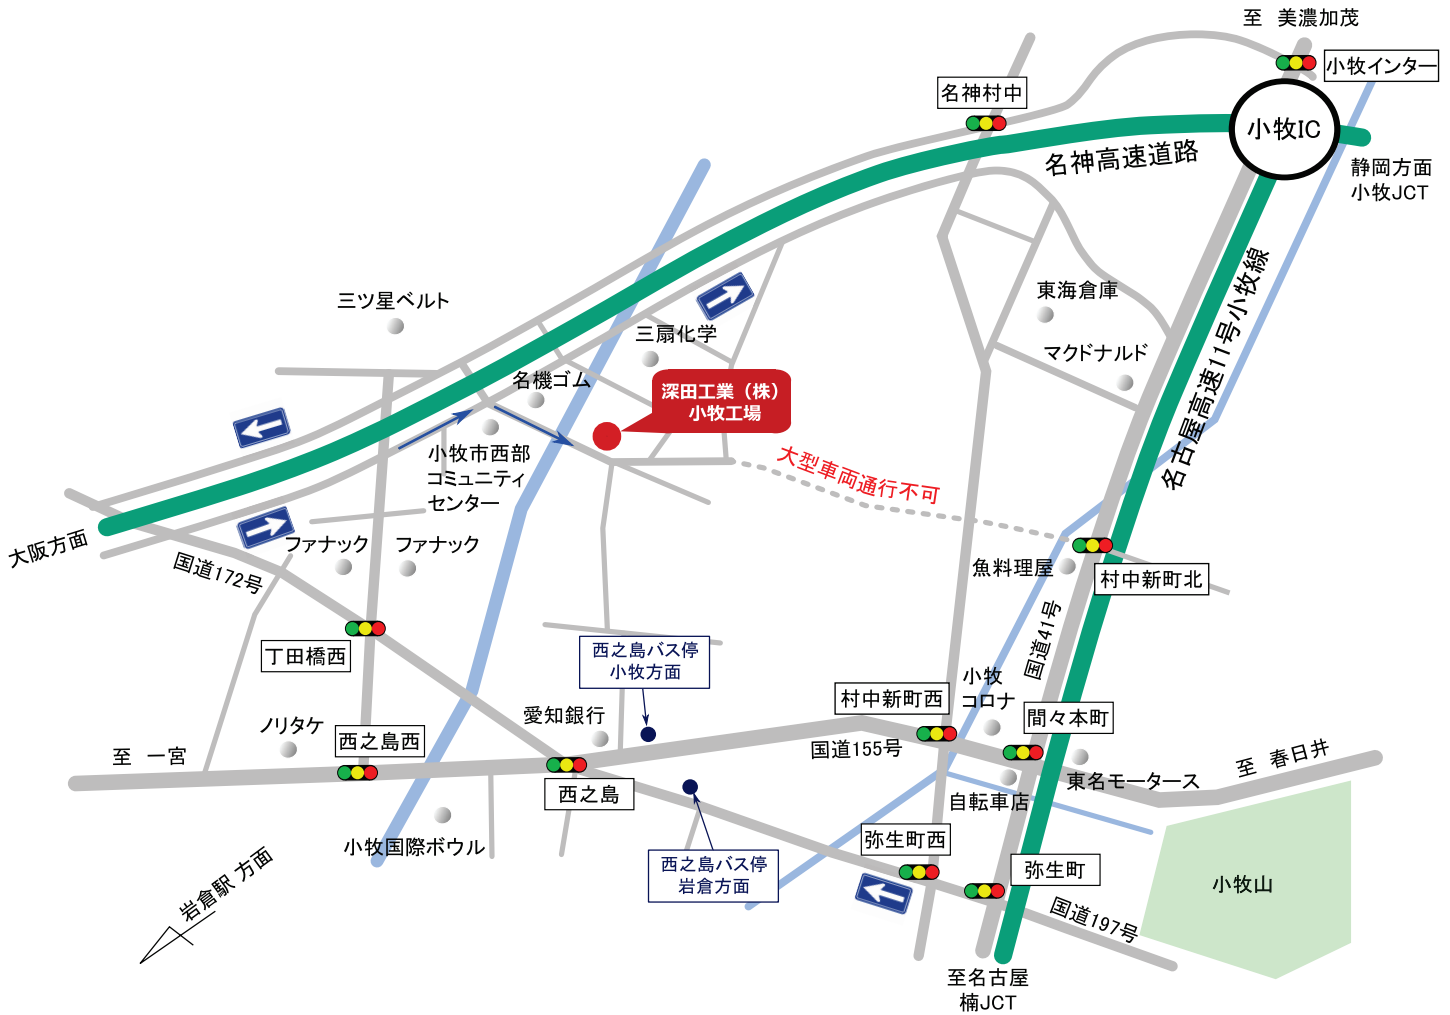 至　美濃加茂
小牧インター
名神村中
小牧IC
名神高速道路
静岡方面
小牧JCT
三ツ星ベルト
東海倉庫
名古屋高速11号小牧線
三扇化学
マクドナルド
名機ゴム
深田工業（株）
小牧工場
小牧市西部
コミュニティ
センター
大型車両通行不可
大阪方面
国道172号
ファナック
ファナック
魚料理屋
村中新町北
国道41号
丁田橋西
西之島バス停
小牧方面
小牧
コロナ
村中新町西
ノリタケ
愛知銀行
間々本町
西之島西
至　一宮
国道155号
至　春日井
東名モータース
西之島
自転車店
小牧国際ボウル
弥生町西
西之島バス停
岩倉方面
弥生町
岩倉駅 方面
小牧山
国道197号
至名古屋
楠JCT